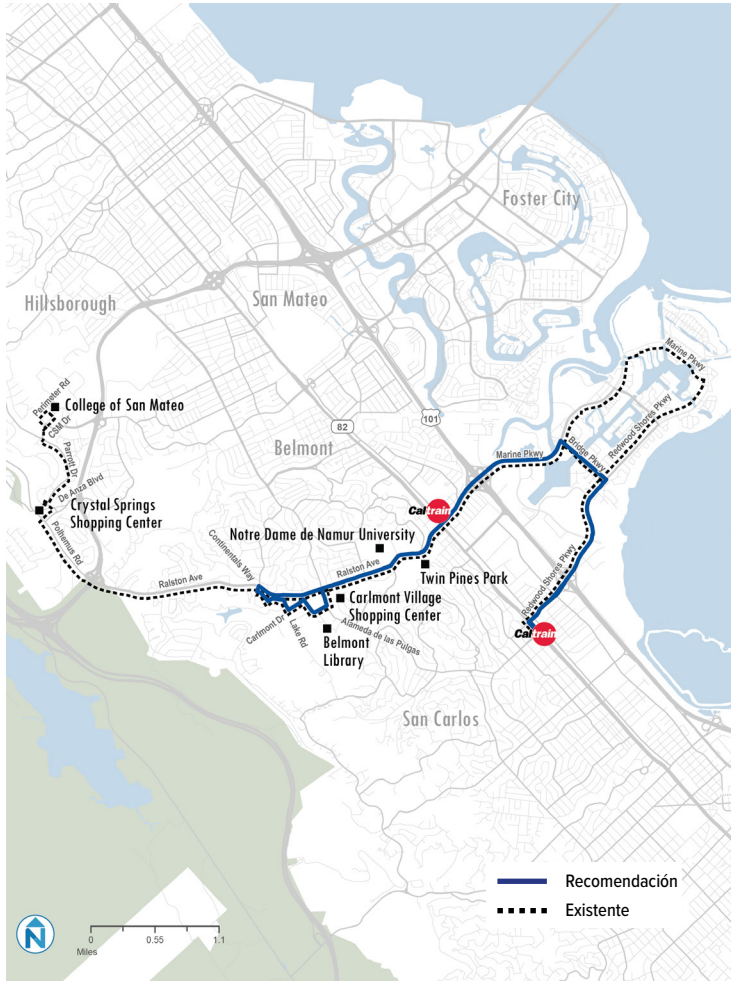 Foster City
Hillsborough
San Mateo
Marine Pkwy
Redwood Shores Pkwy
Perimeter Rd
College of San Mateo
CSM Dr
82
101
Parrott Dr
Belmont
Marine Pkwy
Bridge Pkwy
De Anza Blvd
Crystal Springs
Shopping Center
Caltrain
Polhemus Rd
Notre Dame de Namur University
Continentals Way
Ralston Ave
Ralston Ave
Twin Pines Park
Redwood Shores Pkwy
Carlmont Village
Shopping Center
Carlmont Dr
Lake Rd
Alameda de las Pulgas
Caltrain
Belmont
Library
San Carlos
Recomendación
Existente
N
0
0.55
1.1
Miles